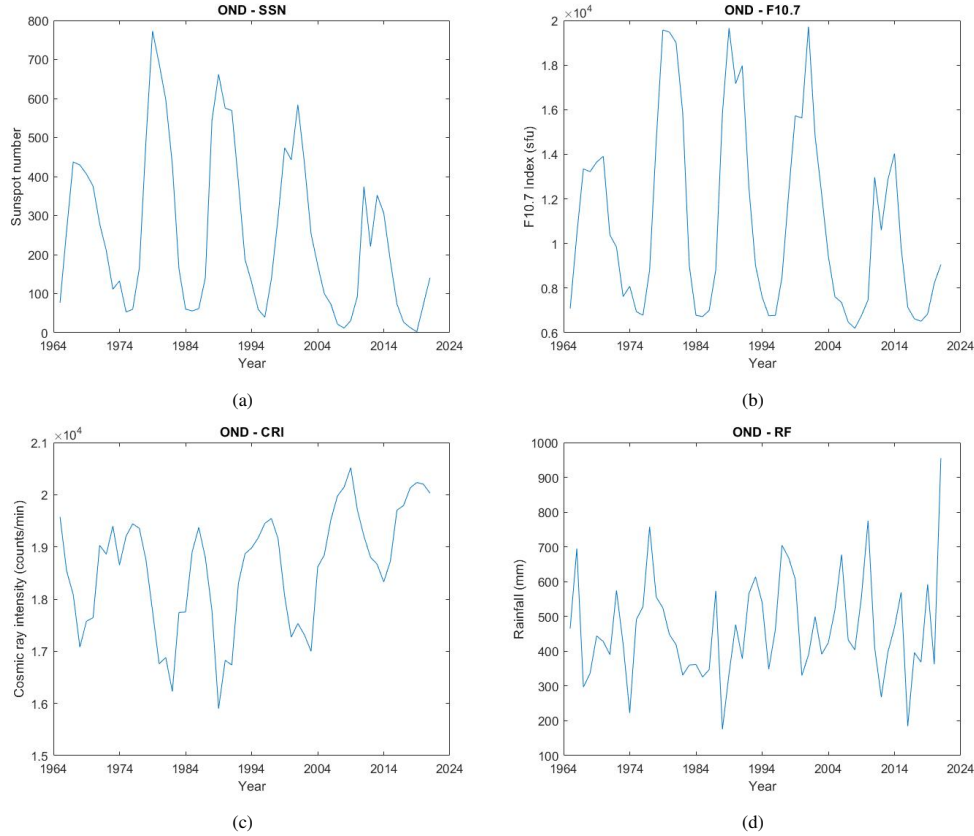 OND - SSN
800
700
600
500
400
300
200
100
0
Sunspot number
1964 1974 1984 1994 2004 2014 2024
Year
(a)
OND - F10.7
×10⁴
2
1.8
1.6
1.4
1.2
1
0.8
0.6
F10.7 Index (sfu)
1964 1974 1984 1994 2004 2014 2024
Year
(b)
OND - CRI
×10⁴
2.1
2
1.9
1.8
1.7
1.6
1.5
Cosmic ray intensity (counts/min)
1964 1974 1984 1994 2004 2014 2024
Year
(c)
OND - RF
1000
900
800
700
600
500
400
300
200
100
Rainfall (mm)
1964 1974 1984 1994 2004 2014 2024
Year
(d)